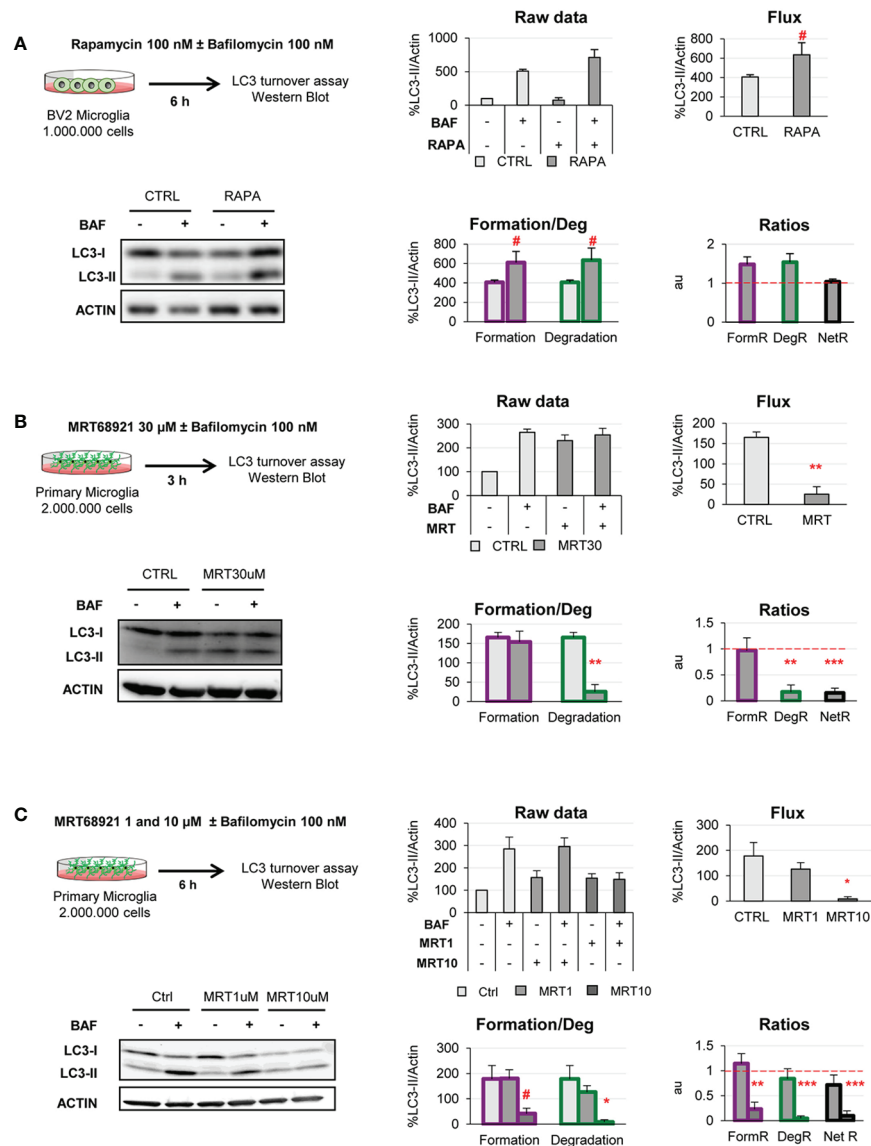 A
Rapamycin 100 nM ± Bafilomycin 100 nM
6 h
LC3 turnover assay
Western Blot
BV2 Microglia
1.000.000 cells
CTRL RAPA
BAF - + - +
LC3-I
LC3-II
ACTIN
Raw data
%LC3-II/Actin
1000
500
0
BAF - + - +
RAPA - - + +
CTRL RAPA
Flux
%LC3-II/Actin
800
600
400
200
0
#
CTRL RAPA
Formation/Deg
%LC3-II/Actin
800
600
400
200
0
# #
Formation Degradation
Ratios
au
2
1
0
FormR DegR NetR
B
MRT68921 30 µM ± Bafilomycin 100 nM
3 h
LC3 turnover assay
Western Blot
Primary Microglia
2.000.000 cells
CTRL MRT30uM
BAF - + - +
LC3-I
LC3-II
ACTIN
Raw data
%LC3-II/Actin
300
200
100
0
BAF - + - +
MRT - - + +
CTRL MRT30
Flux
%LC3-II/Actin
200
150
100
50
0
**
CTRL MRT
Formation/Deg
%LC3-II/Actin
200
150
100
50
0
**
Formation Degradation
Ratios
au
1.5
1
0.5
0
** ***
FormR DegR NetR
C
MRT68921 1 and 10 µM ± Bafilomycin 100 nM
6 h
LC3 turnover assay
Western Blot
Primary Microglia
2.000.000 cells
Ctrl MRT1uM MRT10uM
BAF - + - + - +
LC3-I
LC3-II
ACTIN
Raw data
%LC3-II/Actin
400
300
200
100
0
BAF - + - + - +
MRT1 - - - - + +
MRT10 - - + + - -
Ctrl MRT1 MRT10
Flux
%LC3-II/Actin
300
200
100
0
*
CTRL MRT1 MRT10
Formation/Deg
%LC3-II/Actin
300
200
100
0
# *
Formation Degradation
Ratios
au
1.5
1
0.5
0
** *** ***
FormR DegR Net R